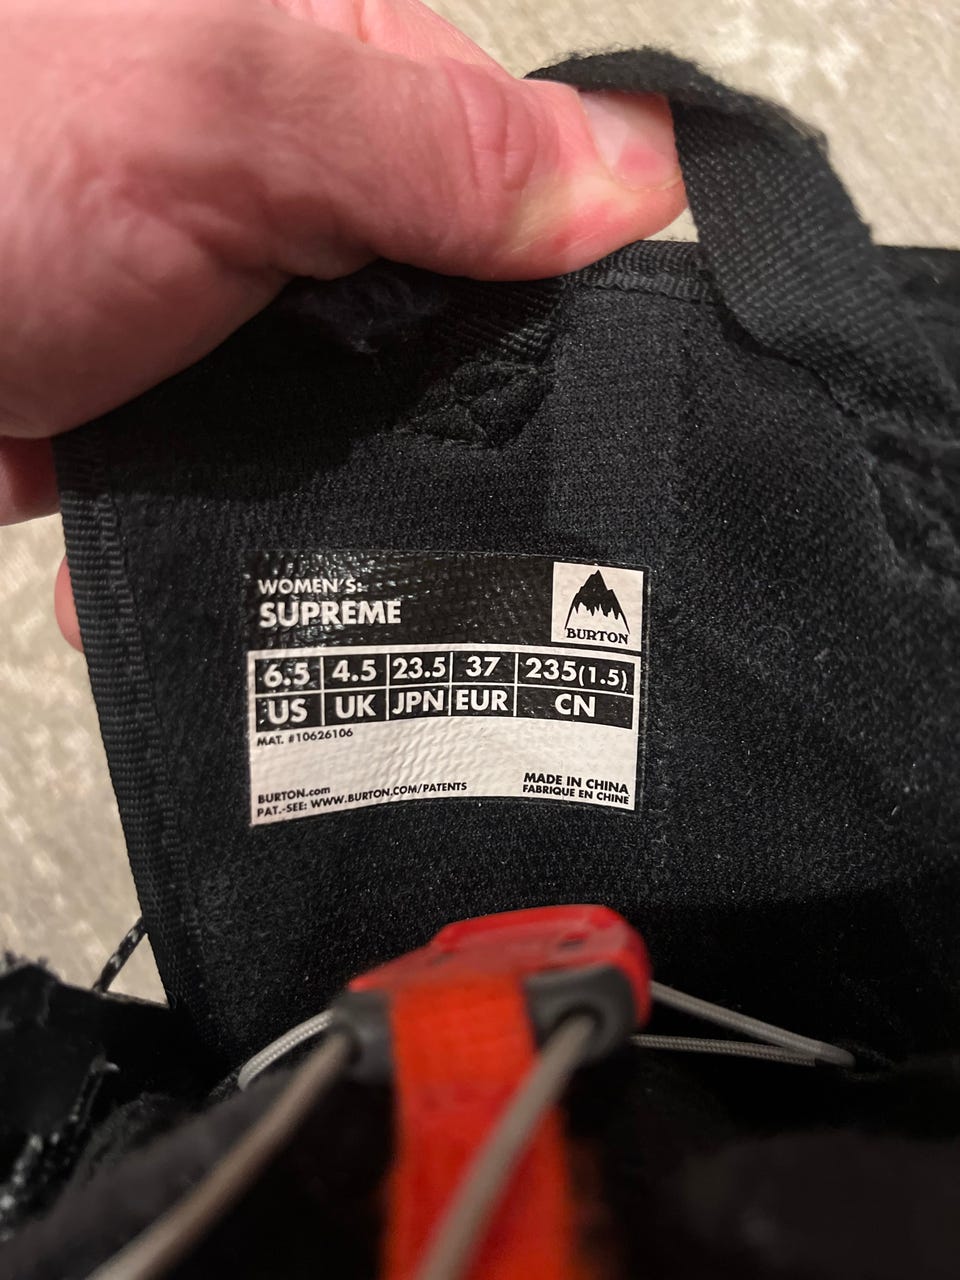 WOMEN'S:
SUPREME
BURTON
6.5 4.5 23.5 37 235(1.5)
US UK JPN EUR CN
MAT. #10626106
BURTON.com
PAT.-SEE: WWW.BURTON.COM/PATENTS
MADE IN CHINA
FABRIQUE EN CHINE